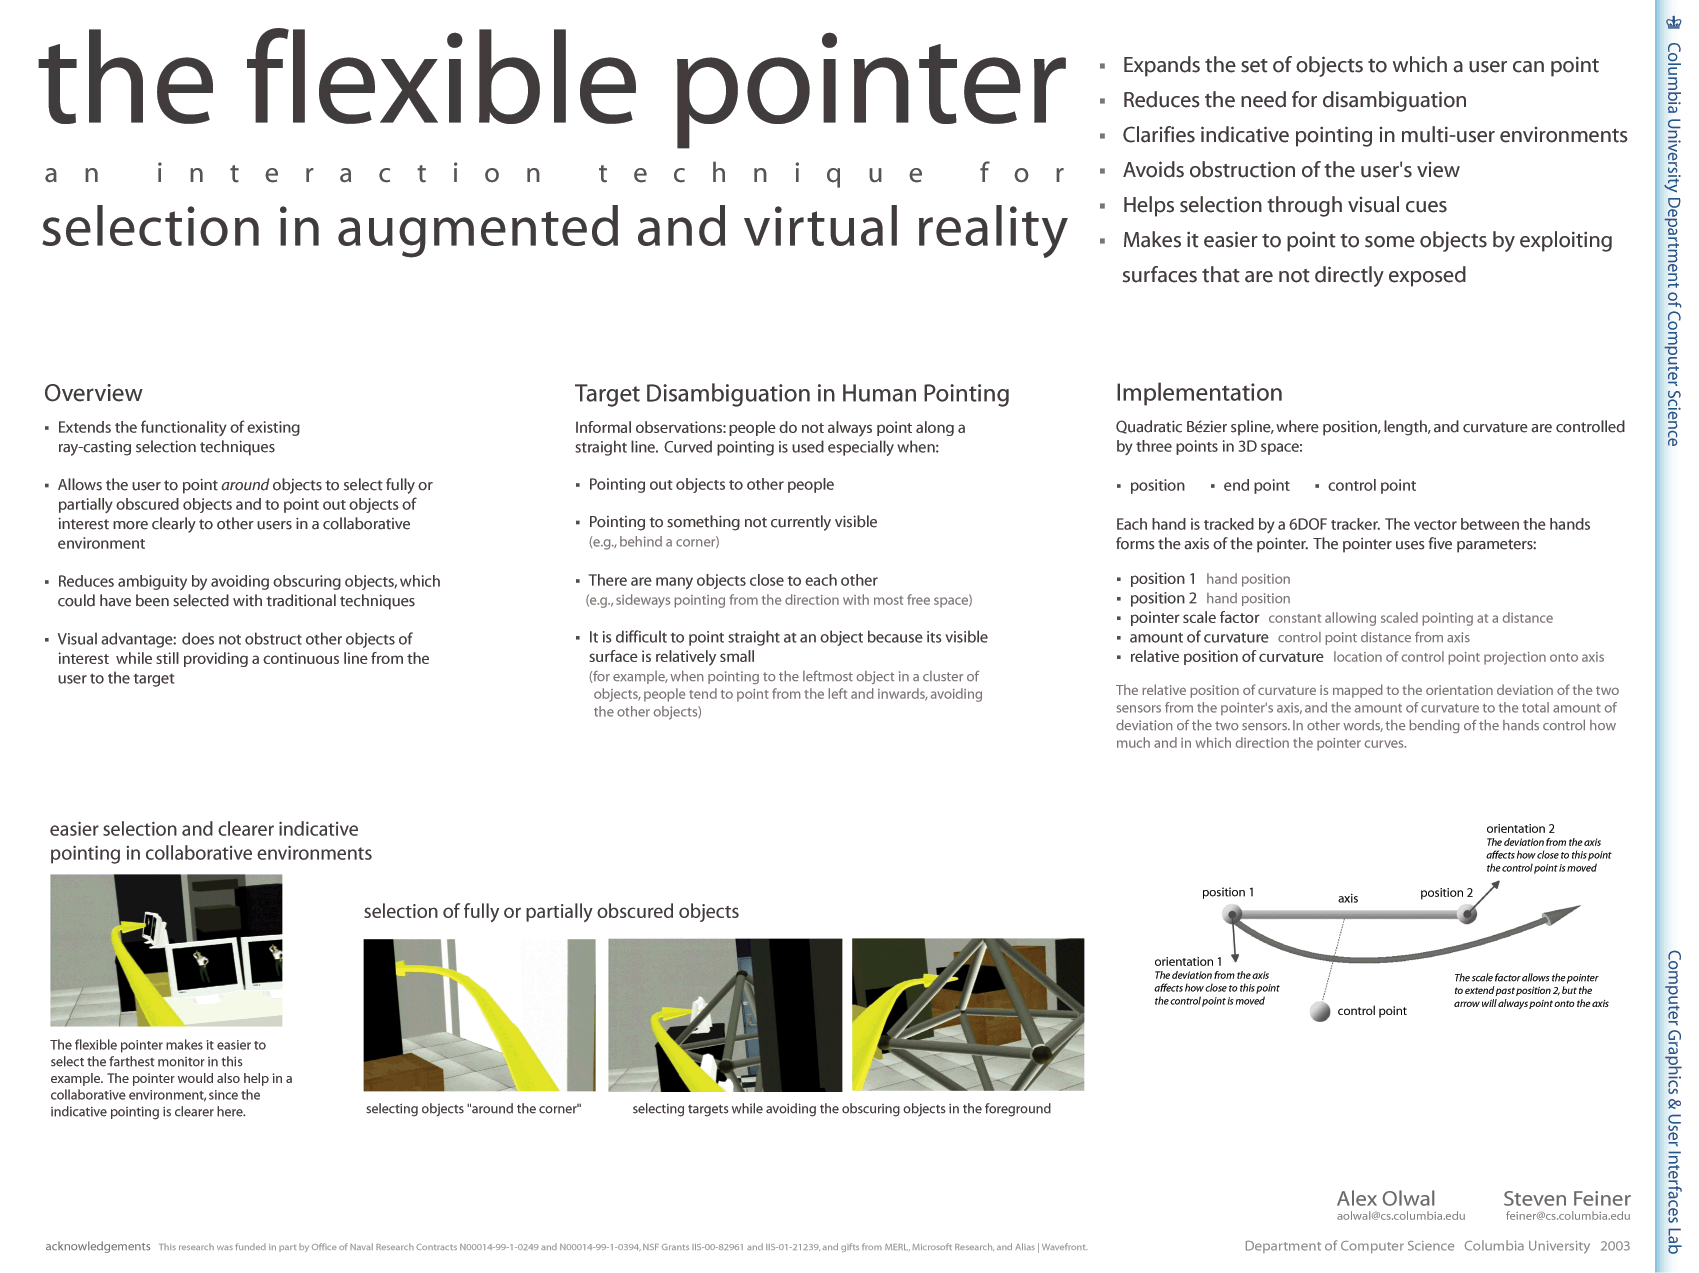 the flexible pointer
an interaction technique for
selection in augmented and virtual reality
▪ Expands the set of objects to which a user can point
▪ Reduces the need for disambiguation
▪ Clarifies indicative pointing in multi-user environments
▪ Avoids obstruction of the user's view
▪ Helps selection through visual cues
▪ Makes it easier to point to some objects by exploiting
surfaces that are not directly exposed
Columbia University Department of Computer Science
Overview
▪ Extends the functionality of existing
ray-casting selection techniques
▪ Allows the user to point around objects to select fully or
partially obscured objects and to point out objects of
interest more clearly to other users in a collaborative
environment
▪ Reduces ambiguity by avoiding obscuring objects, which
could have been selected with traditional techniques
▪ Visual advantage: does not obstruct other objects of
interest while still providing a continuous line from the
user to the target
Target Disambiguation in Human Pointing
Informal observations: people do not always point along a
straight line. Curved pointing is used especially when:
▪ Pointing out objects to other people
▪ Pointing to something not currently visible
(e.g., behind a corner)
▪ There are many objects close to each other
(e.g., sideways pointing from the direction with most free space)
▪ It is difficult to point straight at an object because its visible
surface is relatively small
(for example, when pointing to the leftmost object in a cluster of
objects, people tend to point from the left and inwards, avoiding
the other objects)
Implementation
Quadratic Bézier spline, where position, length, and curvature are controlled
by three points in 3D space:
▪ position ▪ end point ▪ control point
Each hand is tracked by a 6DOF tracker. The vector between the hands
forms the axis of the pointer. The pointer uses five parameters:
▪ position 1 hand position
▪ position 2 hand position
▪ pointer scale factor constant allowing scaled pointing at a distance
▪ amount of curvature control point distance from axis
▪ relative position of curvature location of control point projection onto axis
The relative position of curvature is mapped to the orientation deviation of the two
sensors from the pointer's axis, and the amount of curvature to the total amount of
deviation of the two sensors. In other words, the bending of the hands control how
much and in which direction the pointer curves.
easier selection and clearer indicative
pointing in collaborative environments
The flexible pointer makes it easier to
select the farthest monitor in this
example. The pointer would also help in a
collaborative environment, since the
indicative pointing is clearer here.
selection of fully or partially obscured objects
selecting objects "around the corner"
selecting targets while avoiding the obscuring objects in the foreground
orientation 2
The deviation from the axis
affects how close to this point
the control point is moved
position 1
axis
position 2
orientation 1
The deviation from the axis
affects how close to this point
the control point is moved
The scale factor allows the pointer
to extend past position 2, but the
arrow will always point onto the axis
control point
Computer Graphics & User Interfaces Lab
Alex Olwal
aolwal@cs.columbia.edu
Steven Feiner
feiner@cs.columbia.edu
acknowledgements This research was funded in part by Office of Naval Research Contracts N00014-99-1-0249 and N00014-99-1-0394, NSF Grants IIS-00-82961 and IIS-01-21239, and gifts from MERL, Microsoft Research, and Alias | Wavefront.
Department of Computer Science Columbia University 2003